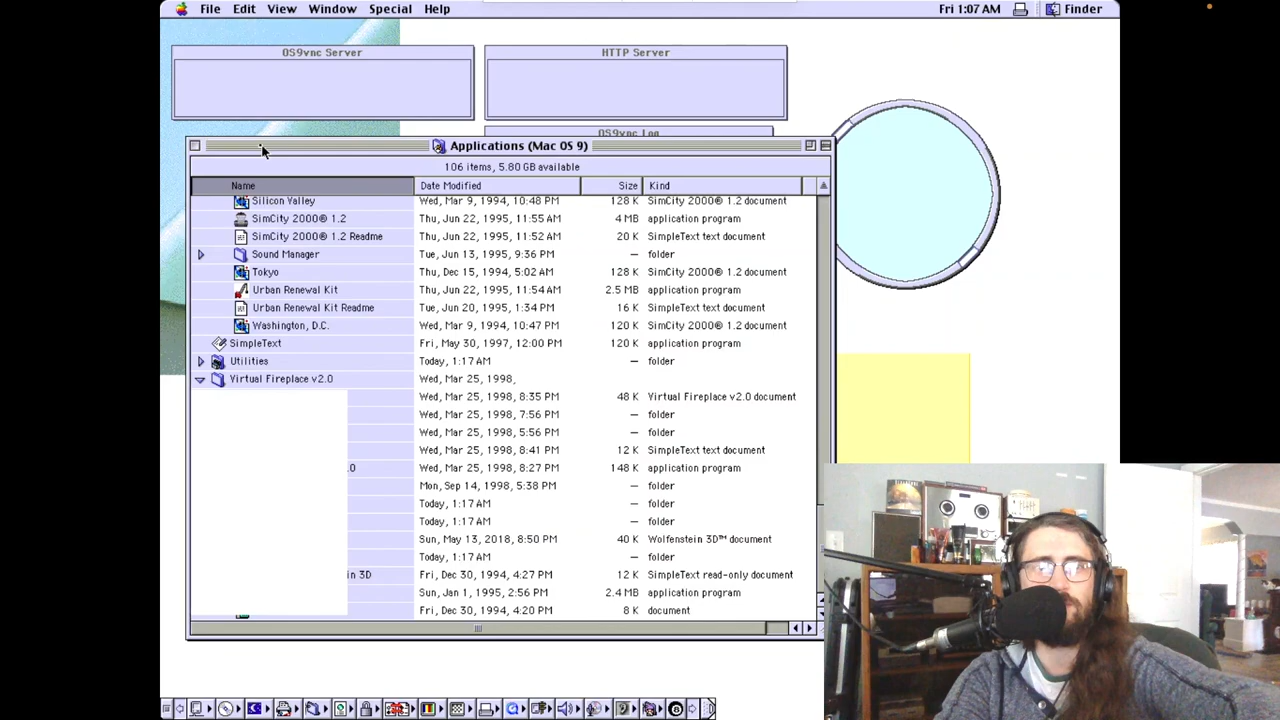 File Edit View Window Special Help Fri 1:07 AM Finder
OS9vnc Server
HTTP Server
OS9vnc Log
Applications (Mac OS 9)
106 items, 5.80 GB available
Name Date Modified Size Kind
Silicon Valley Wed, Mar 9, 1994, 10:48 PM 128 K SimCity 2000® 1.2 document
SimCity 2000® 1.2 Thu, Jun 22, 1995, 11:55 AM 4 MB application program
SimCity 2000® 1.2 Readme Thu, Jun 22, 1995, 11:52 AM 20 K SimpleText text document
Sound Manager Tue, Jun 13, 1995, 9:36 PM — folder
Tokyo Thu, Dec 15, 1994, 5:02 AM 128 K SimCity 2000® 1.2 document
Urban Renewal Kit Thu, Jun 22, 1995, 11:54 AM 2.5 MB application program
Urban Renewal Kit Readme Tue, Jun 20, 1995, 1:34 PM 16 K SimpleText text document
Washington, D.C. Wed, Mar 9, 1994, 10:47 PM 120 K SimCity 2000® 1.2 document
SimpleText Fri, May 30, 1997, 12:00 PM 120 K application program
Utilities Today, 1:17 AM — folder
Virtual Fireplace v2.0 Wed, Mar 25, 1998,
Wed, Mar 25, 1998, 8:35 PM 48 K Virtual Fireplace v2.0 document
Wed, Mar 25, 1998, 7:56 PM — folder
Wed, Mar 25, 1998, 5:56 PM — folder
Wed, Mar 25, 1998, 8:41 PM 12 K SimpleText text document
.0 Wed, Mar 25, 1998, 8:27 PM 148 K application program
Mon, Sep 14, 1998, 5:38 PM — folder
Today, 1:17 AM — folder
Today, 1:17 AM — folder
Sun, May 13, 2018, 8:50 PM 40 K Wolfenstein 3D™ document
Today, 1:17 AM — folder
in 3D Fri, Dec 30, 1994, 4:27 PM 12 K SimpleText read-only document
Sun, Jan 1, 1995, 2:56 PM 2.4 MB application program
Fri, Dec 30, 1994, 4:20 PM 8 K document